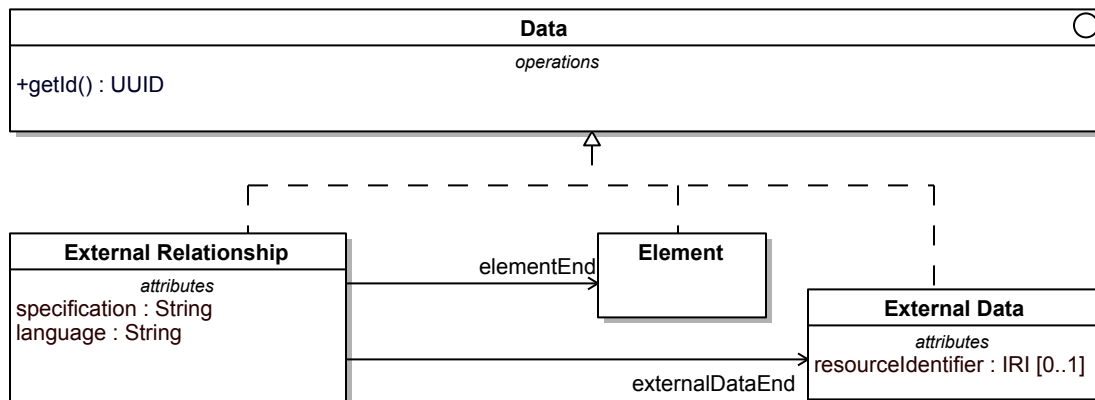 Data
operations
+getId() : UUID
External Relationship
attributes
specification : String
language : String
elementEnd
Element
externalDataEnd
External Data
attributes
resourceIdentifier : IRI [0..1]